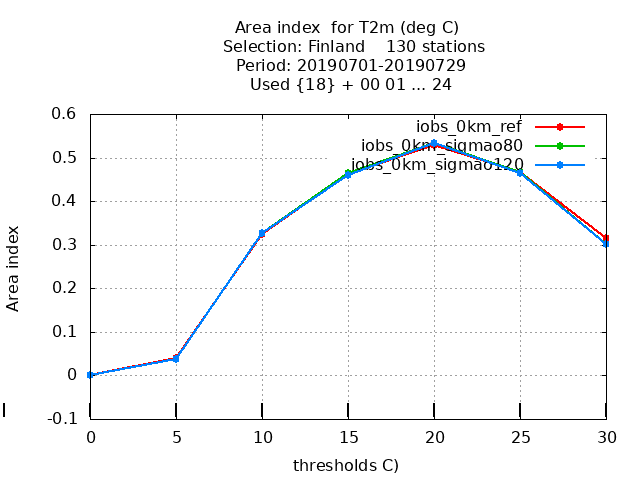 Area index  for T2m (deg C)
Selection: Finland    130 stations
Period: 20190701-20190729
Used {18} + 00 01 ... 24
0.6
0.5
0.4
0.3
0.2
0.1
0
-0.1
Area index
iobs_0km_ref
iobs_0km_sigmao80
iobs_0km_sigmao120
0 5 10 15 20 25 30
thresholds C)